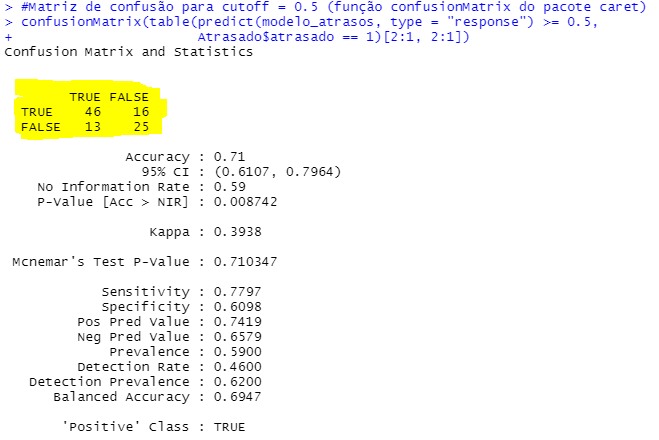 > #Matriz de confusão para cutoff = 0.5 (função confusionMatrix do pacote caret)
> confusionMatrix(table(predict(modelo_atrasos, type = "response") >= 0.5,
+                       Atrasado$atrasado == 1)[2:1, 2:1])
Confusion Matrix and Statistics

        TRUE FALSE
  TRUE    46    16
  FALSE   13    25

               Accuracy : 0.71
                 95% CI : (0.6107, 0.7964)
    No Information Rate : 0.59
    P-Value [Acc > NIR] : 0.008742

                  Kappa : 0.3938

 Mcnemar's Test P-Value : 0.710347

            Sensitivity : 0.7797
            Specificity : 0.6098
         Pos Pred Value : 0.7419
         Neg Pred Value : 0.6579
             Prevalence : 0.5900
         Detection Rate : 0.4600
   Detection Prevalence : 0.6200
      Balanced Accuracy : 0.6947

       'Positive' Class : TRUE